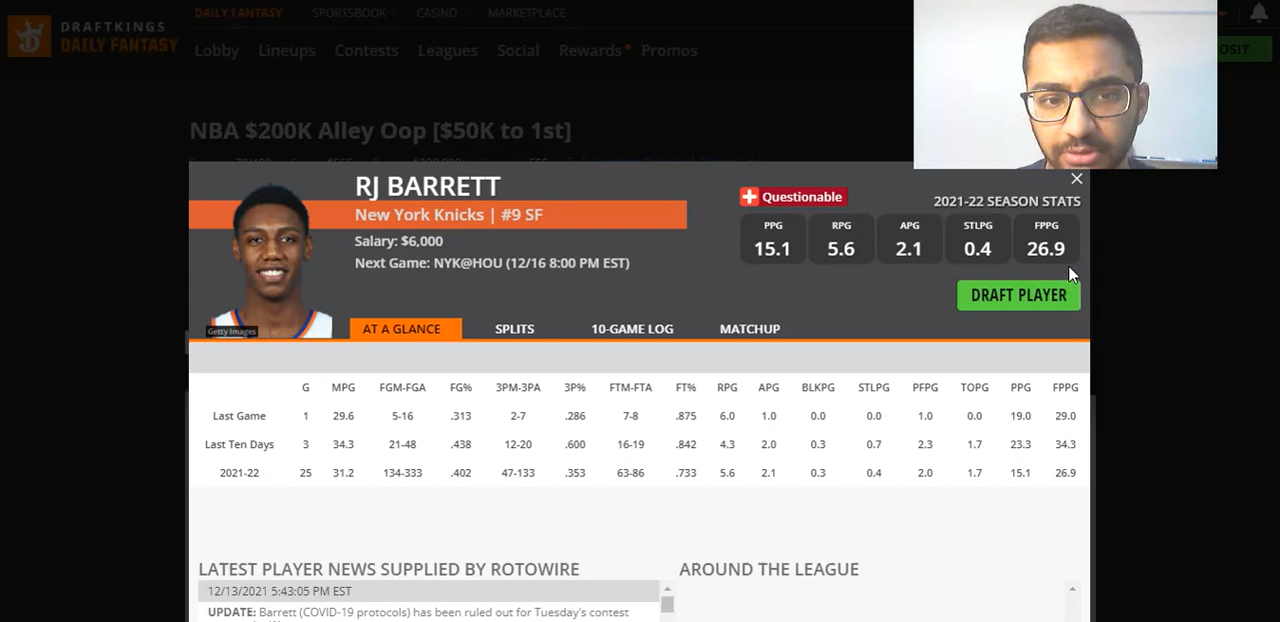 DRAFTKINGS
DAILY FANTASY
DAILY FANTASY SPORTSBOOK CASINO MARKETPLACE
Lobby Lineups Contests Leagues Social Rewards Promos
NBA $200K Alley Oop [$50K to 1st]
RJ BARRETT
New York Knicks | #9 SF
Salary: $6,000
Next Game: NYK@HOU (12/16 8:00 PM EST)
Questionable
2021-22 SEASON STATS
PPG RPG APG STLPG FPPG
15.1 5.6 2.1 0.4 26.9
DRAFT PLAYER
Getty Images
AT A GLANCE SPLITS 10-GAME LOG MATCHUP
G MPG FGM-FGA FG% 3PM-3PA 3P% FTM-FTA FT% RPG APG BLKPG STLPG PFPG TOPG PPG FPPG
Last Game 1 29.6 5-16 .313 2-7 .286 7-8 .875 6.0 1.0 0.0 0.0 1.0 0.0 19.0 29.0
Last Ten Days 3 34.3 21-48 .438 12-20 .600 16-19 .842 4.3 2.0 0.3 0.7 2.3 1.7 23.3 34.3
2021-22 25 31.2 134-333 .402 47-133 .353 63-86 .733 5.6 2.1 0.3 0.4 2.0 1.7 15.1 26.9
LATEST PLAYER NEWS SUPPLIED BY ROTOWIRE
12/13/2021 5:43:05 PM EST
UPDATE: Barrett (COVID-19 protocols) has been ruled out for Tuesday's contest
AROUND THE LEAGUE